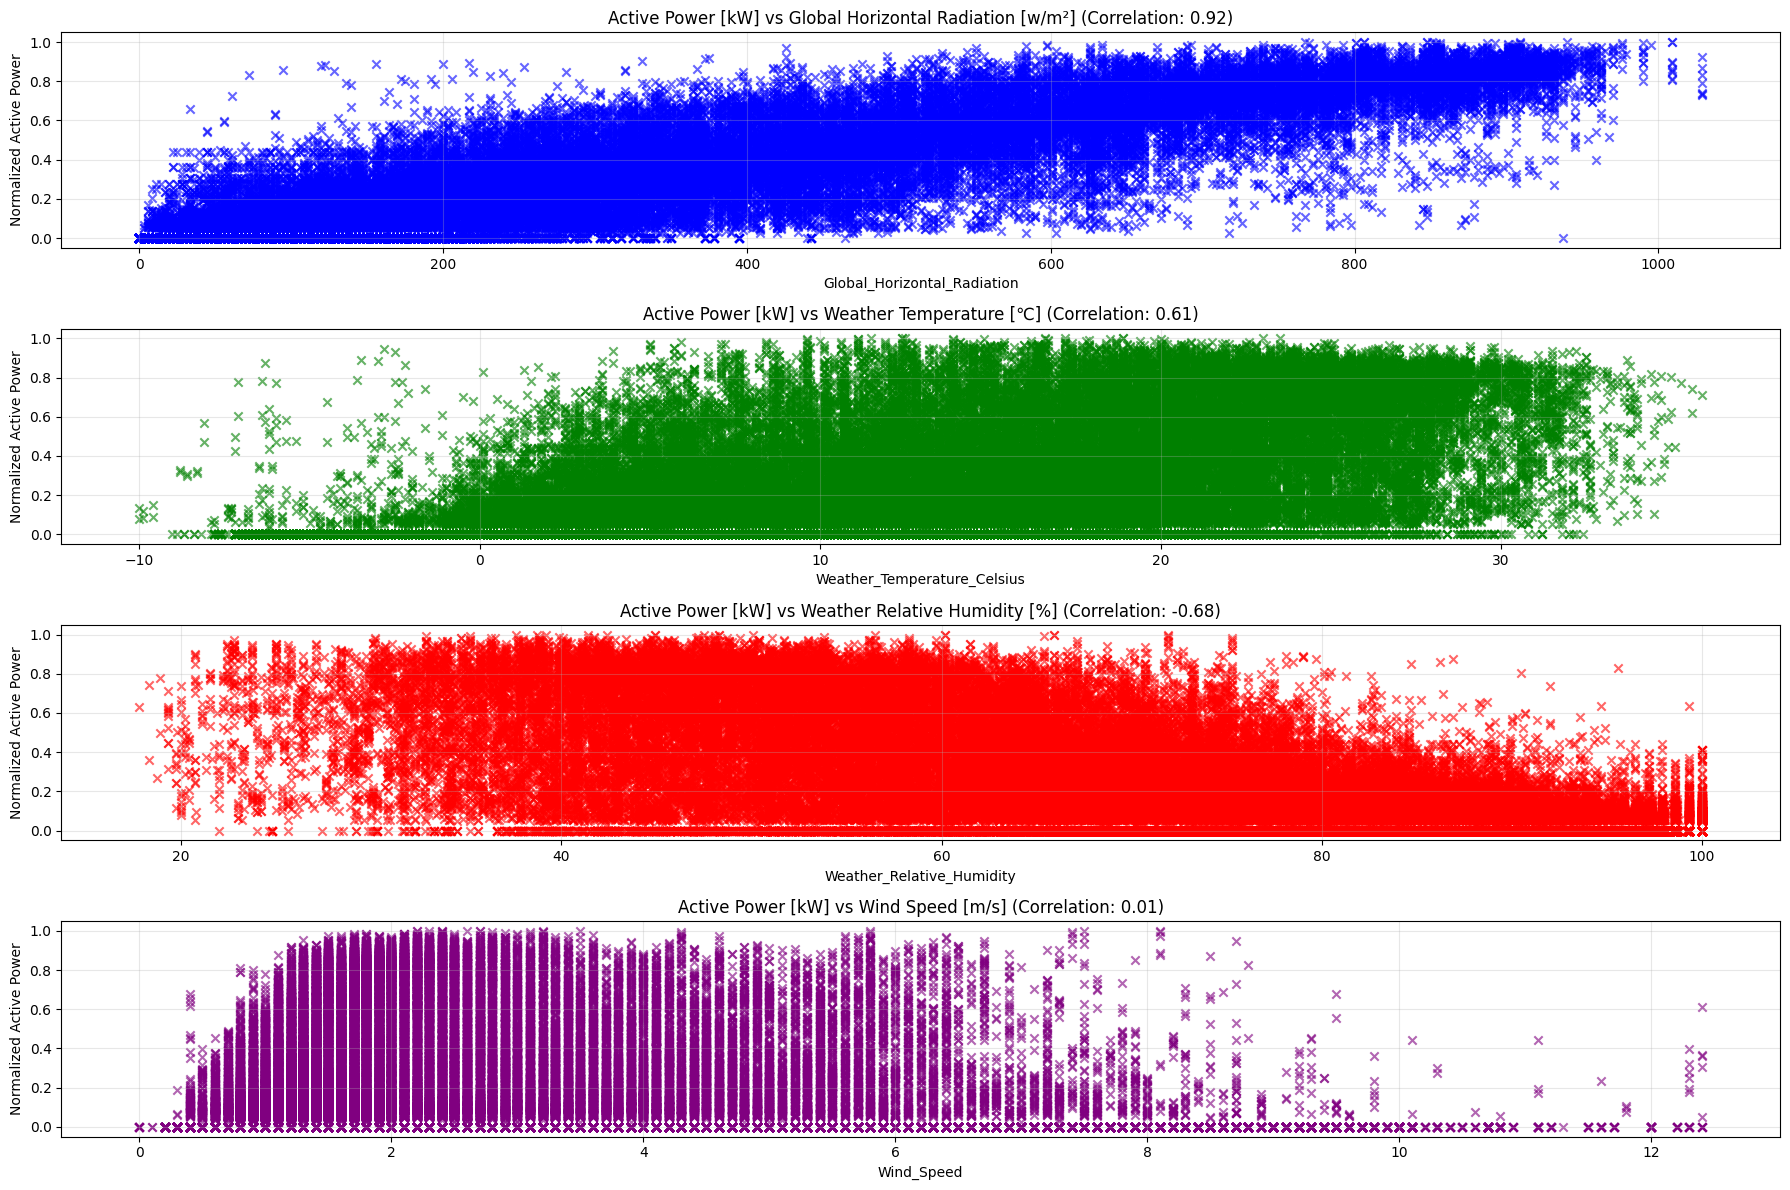 Active Power [kW] vs Global Horizontal Radiation [w/m²] (Correlation: 0.92)
Normalized Active Power
1.0
0.8
0.6
0.4
0.2
0.0
0 200 400 600 800 1000
Global_Horizontal_Radiation
Active Power [kW] vs Weather Temperature [℃] (Correlation: 0.61)
Normalized Active Power
1.0
0.8
0.6
0.4
0.2
0.0
−10 0 10 20 30
Weather_Temperature_Celsius
Active Power [kW] vs Weather Relative Humidity [%] (Correlation: -0.68)
Normalized Active Power
1.0
0.8
0.6
0.4
0.2
0.0
20 40 60 80 100
Weather_Relative_Humidity
Active Power [kW] vs Wind Speed [m/s] (Correlation: 0.01)
Normalized Active Power
1.0
0.8
0.6
0.4
0.2
0.0
0 2 4 6 8 10 12
Wind_Speed